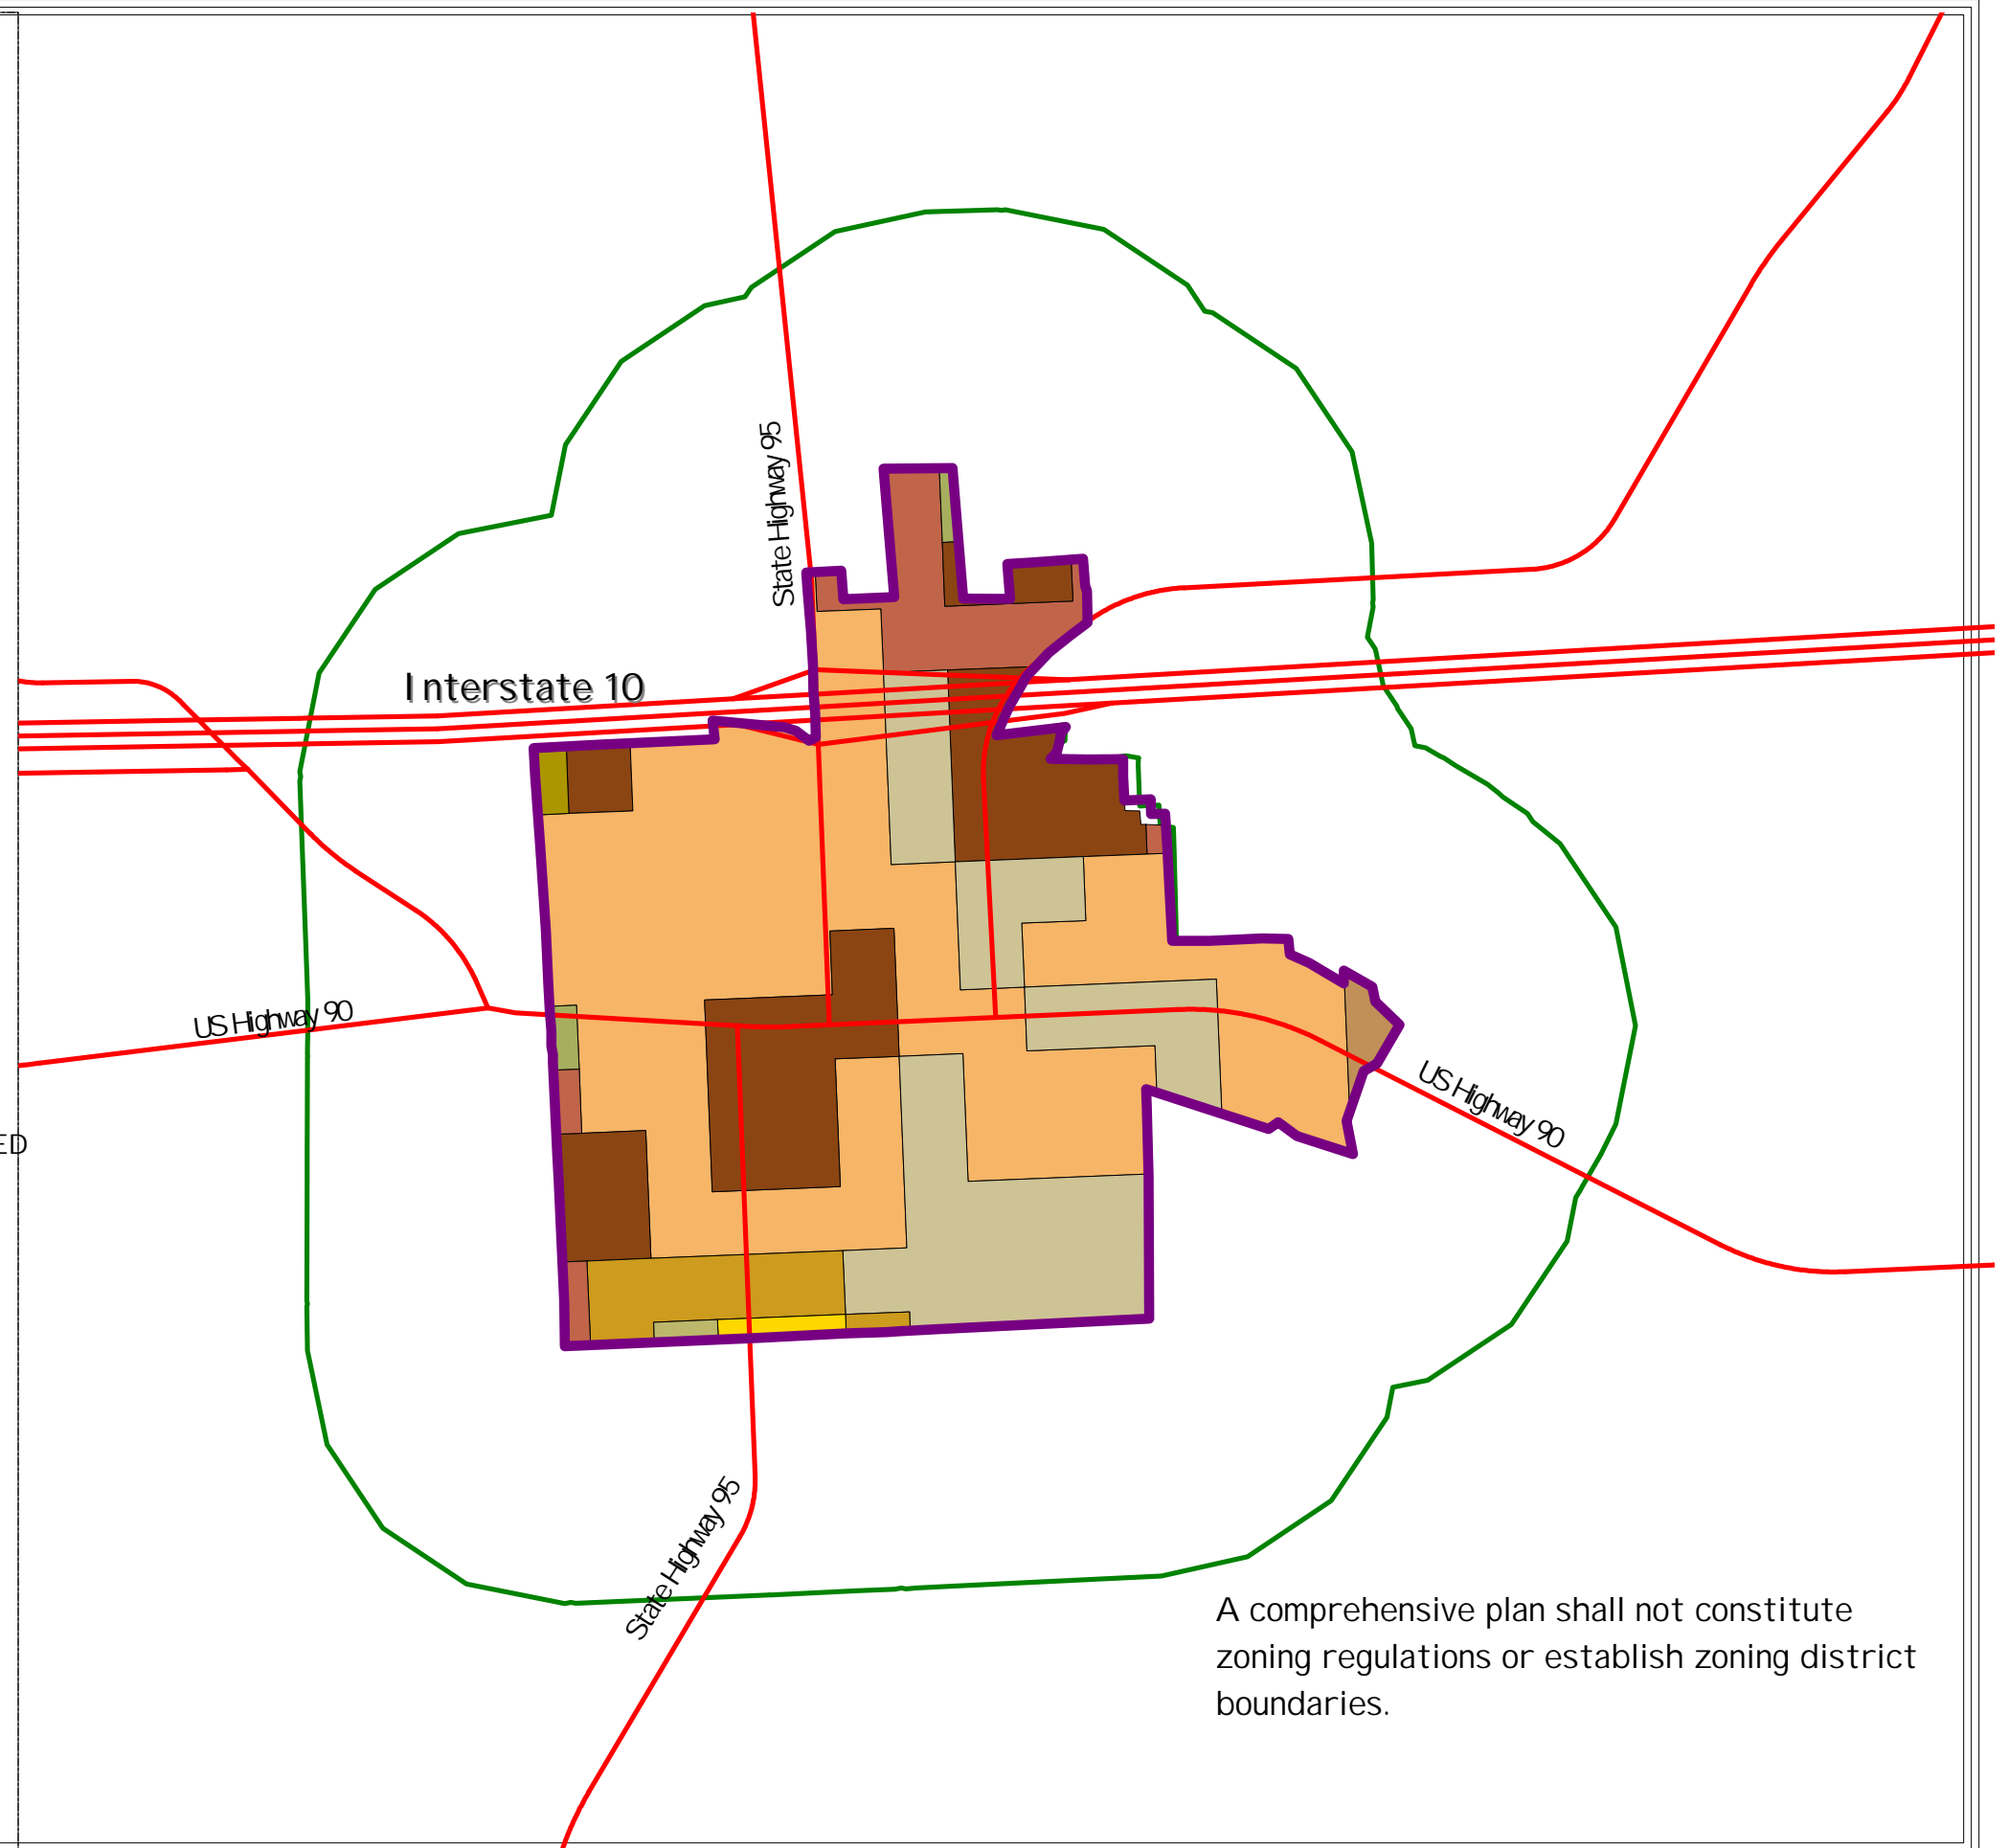 State Highway 95
Interstate 10
US Highway 90
US Highway 90
ED
State Highway 95
A comprehensive plan shall not constitute
zoning regulations or establish zoning district
boundaries.